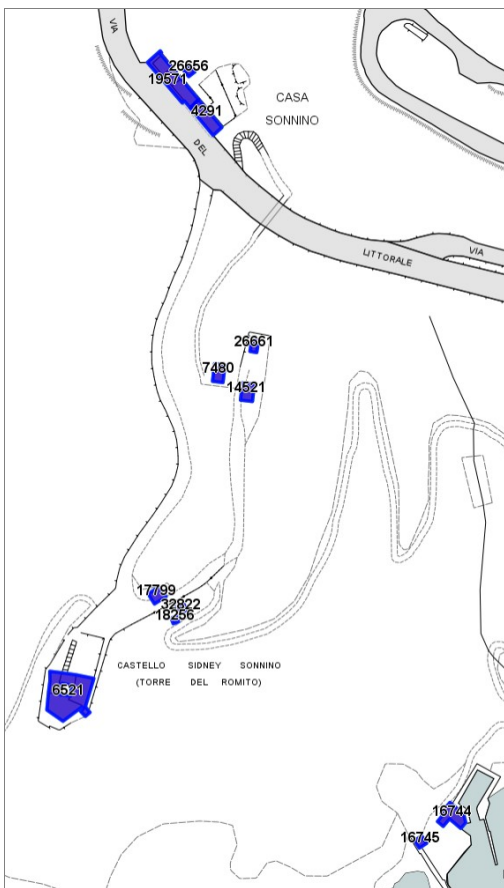 VIA
26656
19571
4291
CASA
SONNINO
DEL
LITTORALE
VIA
26661
7480
14521
17799
32822
18256
CASTELLO SIDNEY SONNINO
(TORRE DEL ROMITO)
6521
16744
16745